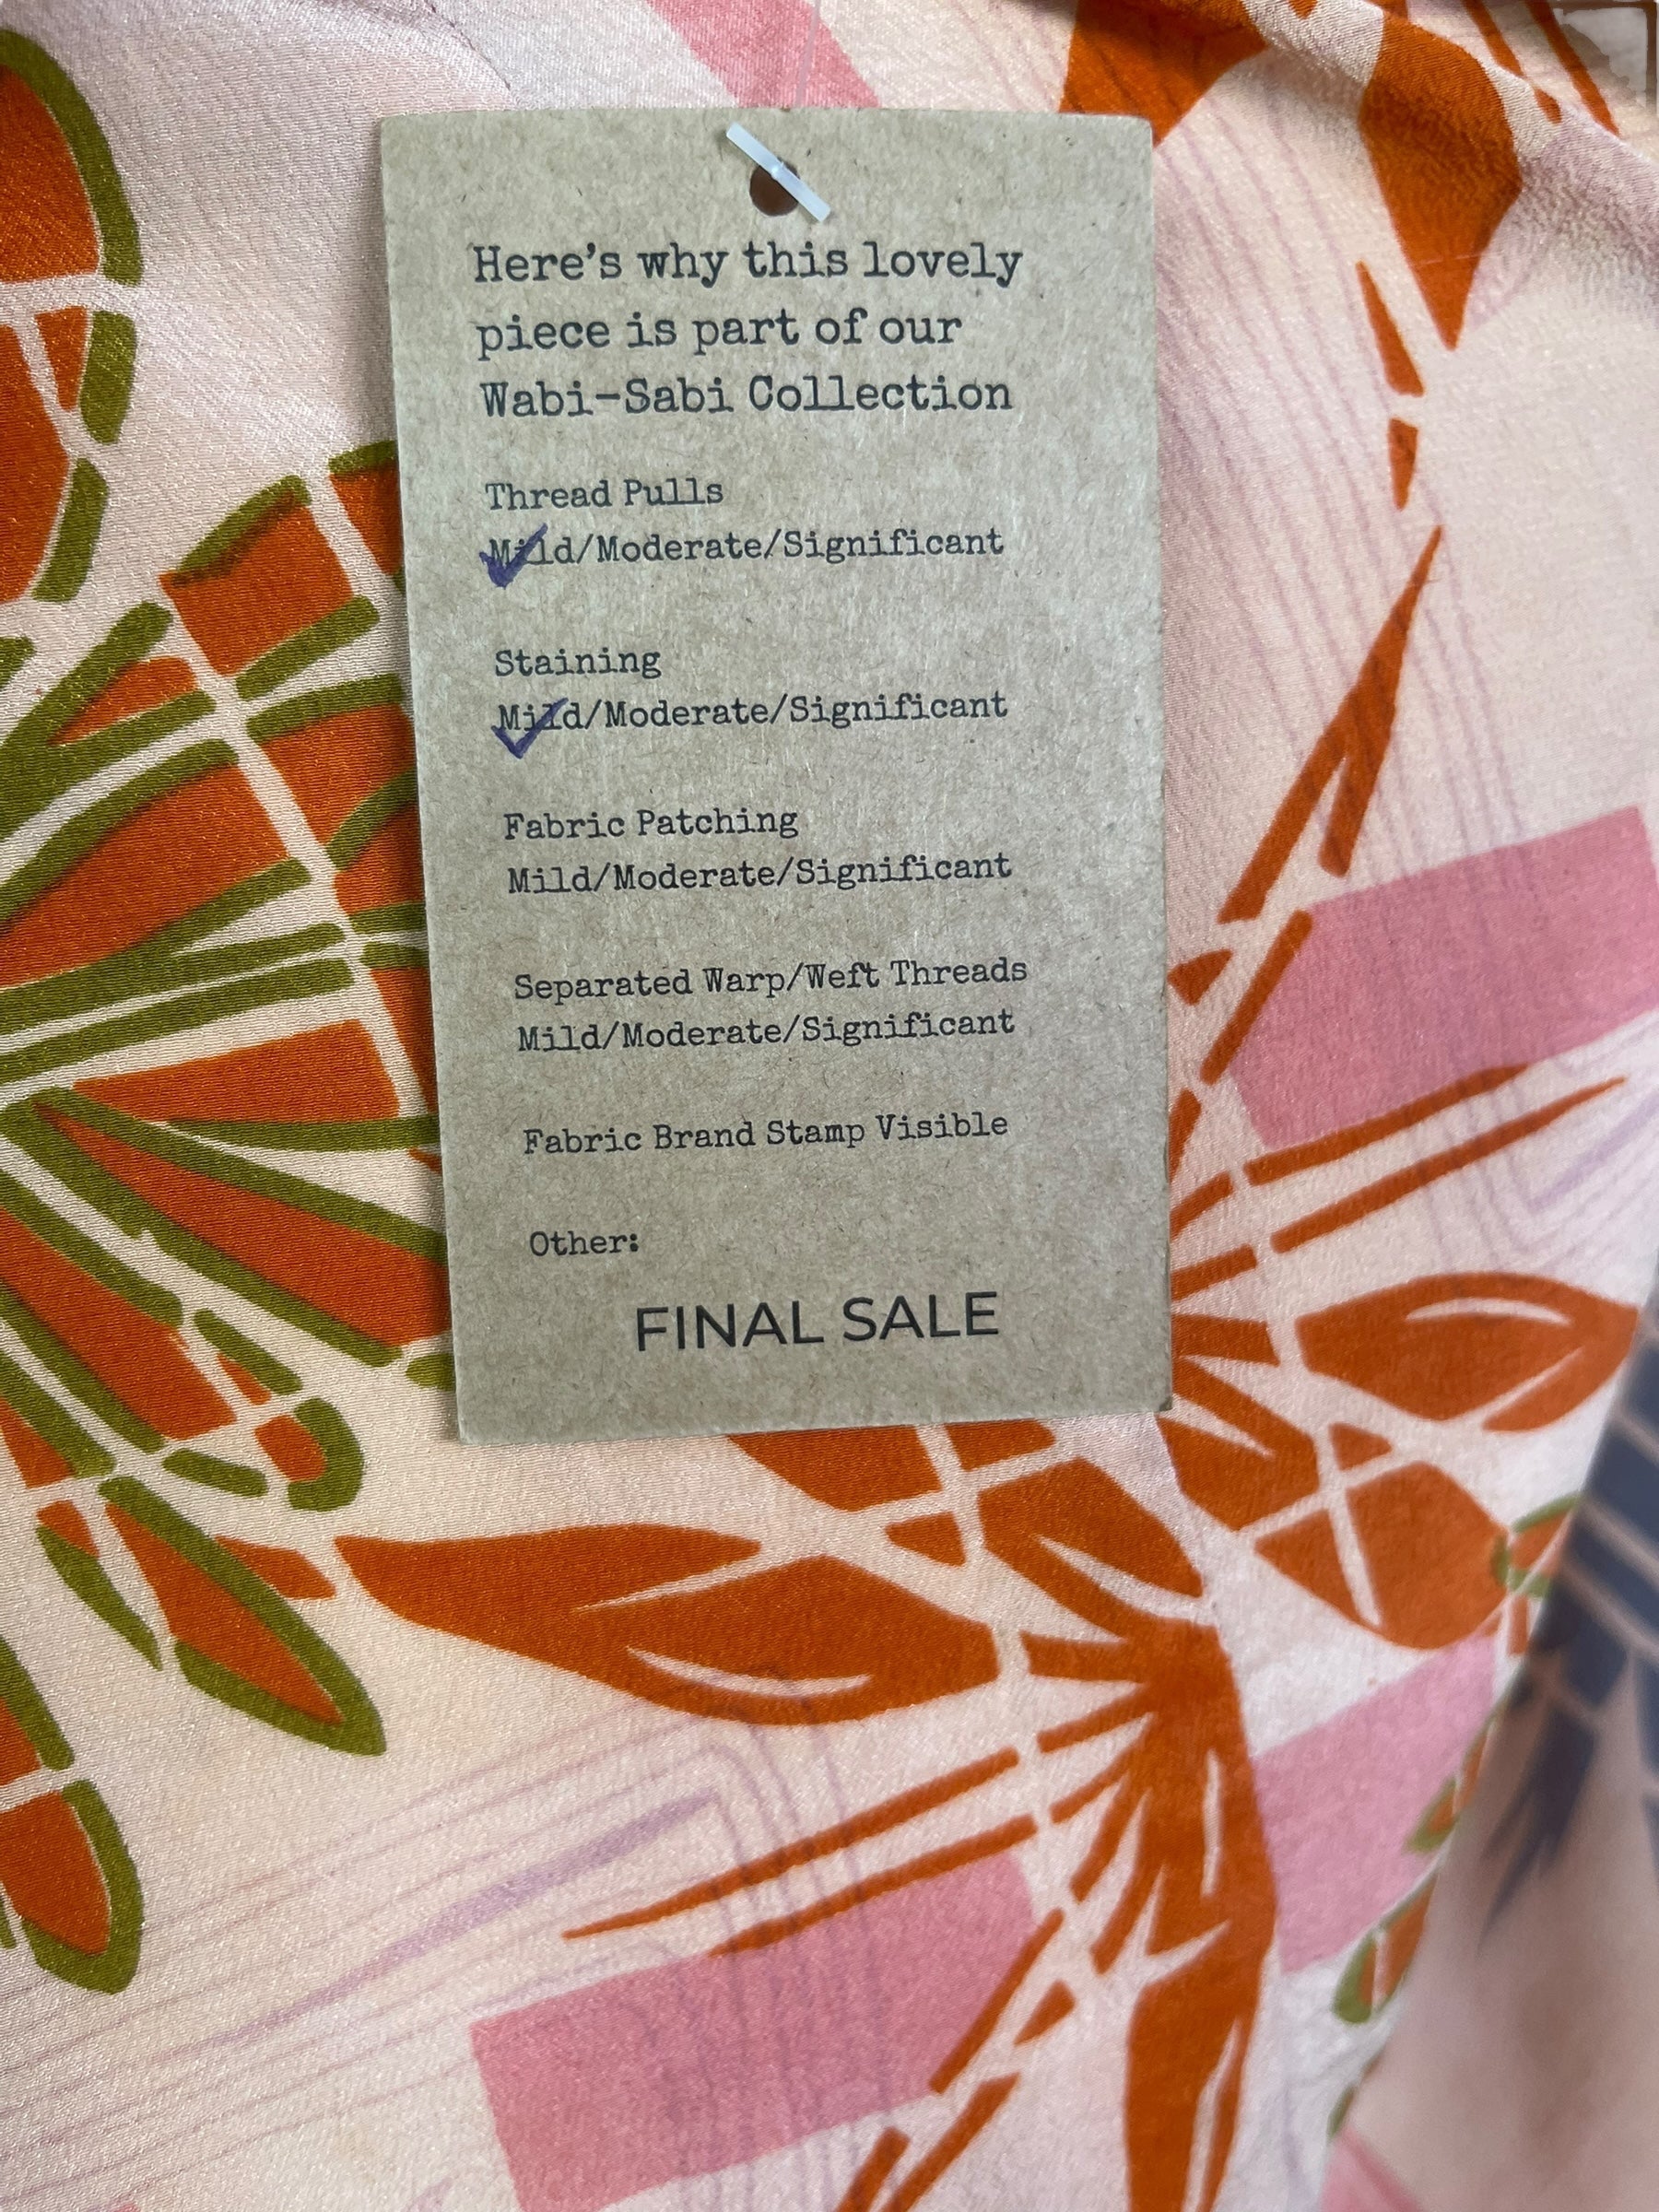 Here's why this lovely
piece is part of our
Wabi-Sabi Collection
Thread Pulls
Mild/Moderate/Significant
Staining
Mild/Moderate/Significant
Fabric Patching
Mild/Moderate/Significant
Separated Warp/Weft Threads
Mild/Moderate/Significant
Fabric Brand Stamp Visible
Other:
FINAL SALE